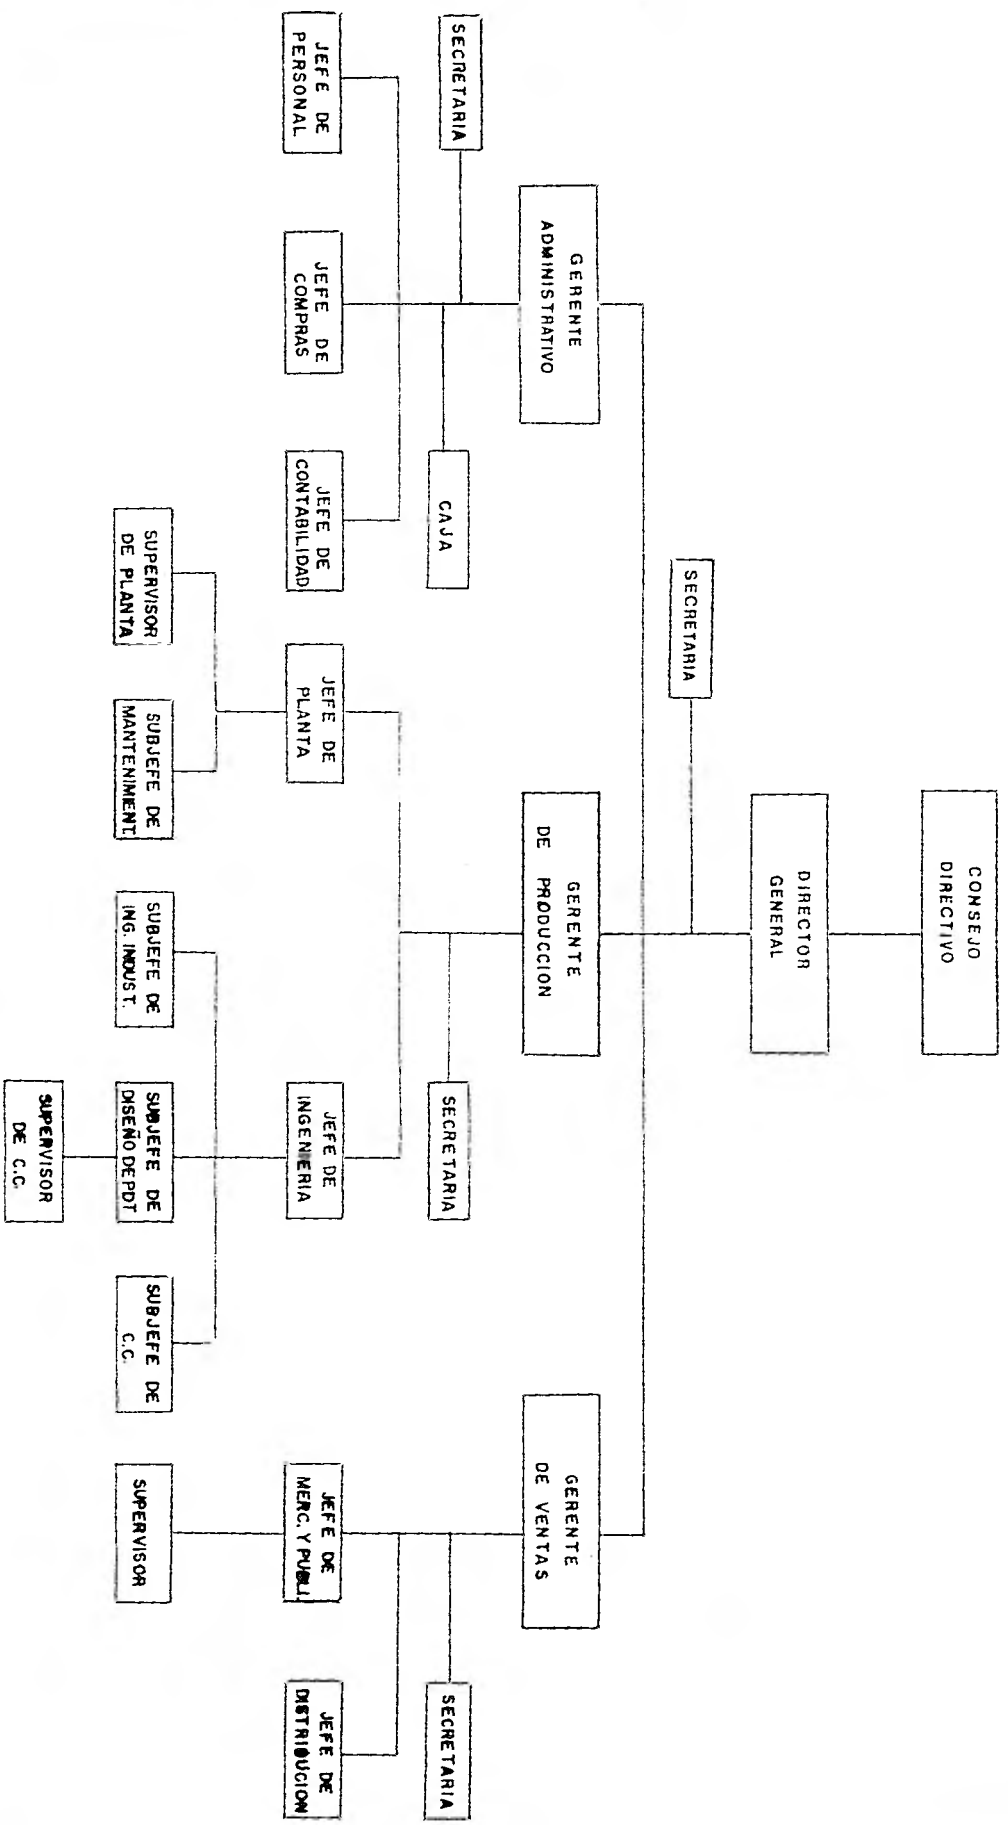 CONSEJO
DIRECTIVO
DIRECTOR
GENERAL
SECRETARIA
GERENTE
ADMINISTRATIVO
GERENTE
DE PRODUCCION
GERENTE
DE VENTAS
SECRETARIA
CAJA
SECRETARIA
SECRETARIA
JEFE DE
PERSONAL
JEFE DE
COMPRAS
JEFE DE
CONTABILIDAD
JEFE DE
PLANTA
JEFE DE
INGENIERIA
JEFE DE
MERC. Y PUBLI.
JEFE DE
DISTRIBUCION
SUPERVISOR
DE PLANTA
SUBJEFE DE
MANTENIMIENT.
SUBJEFE DE
ING. INDUST.
SUBJEFE DE
DISEÑO DE PDT
SUBJEFE DE
C.C.
SUPERVISOR
SUPERVISOR
DE C.C.